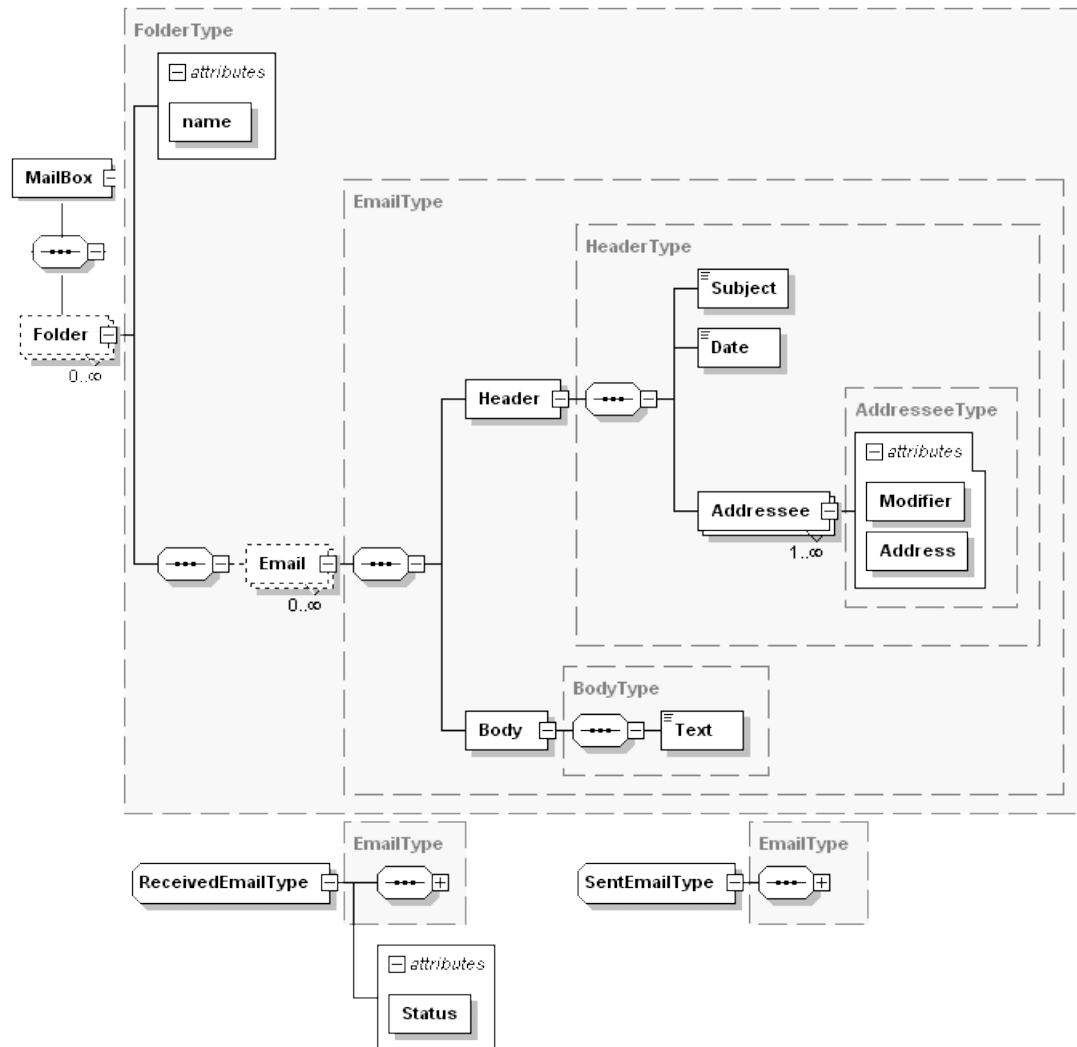 FolderType
attributes
name
MailBox
EmailType
HeaderType
Subject
Folder
Date
0..∞
Header
AddresseeType
attributes
Modifier
Addressee
Address
1..∞
Email
0..∞
BodyType
Body
Text
EmailType
EmailType
ReceivedEmailType
SentEmailType
attributes
Status